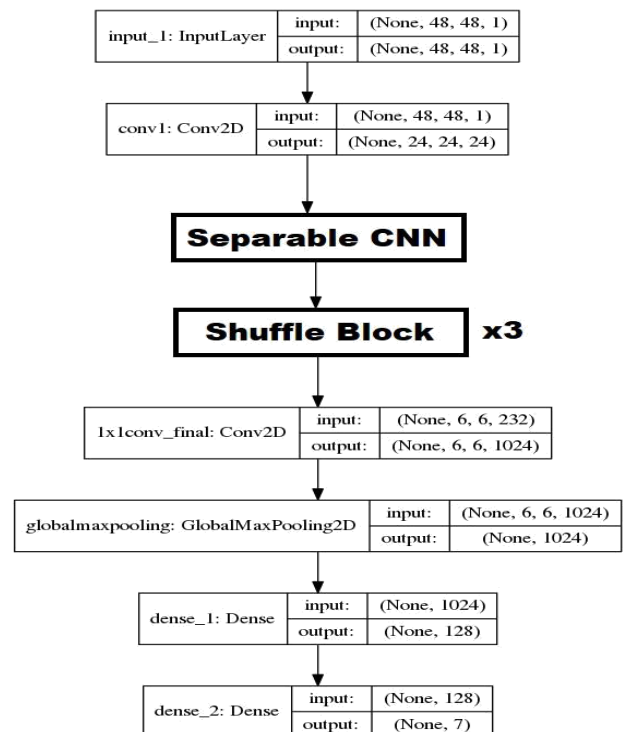 input_1: InputLayer
input: (None, 48, 48, 1)
output: (None, 48, 48, 1)
conv1: Conv2D
input: (None, 48, 48, 1)
output: (None, 24, 24, 24)
Separable CNN
Shuffle Block x3
1x1conv_final: Conv2D
input: (None, 6, 6, 232)
output: (None, 6, 6, 1024)
globalmaxpooling: GlobalMaxPooling2D
input: (None, 6, 6, 1024)
output: (None, 1024)
dense_1: Dense
input: (None, 1024)
output: (None, 128)
dense_2: Dense
input: (None, 128)
output: (None, 7)